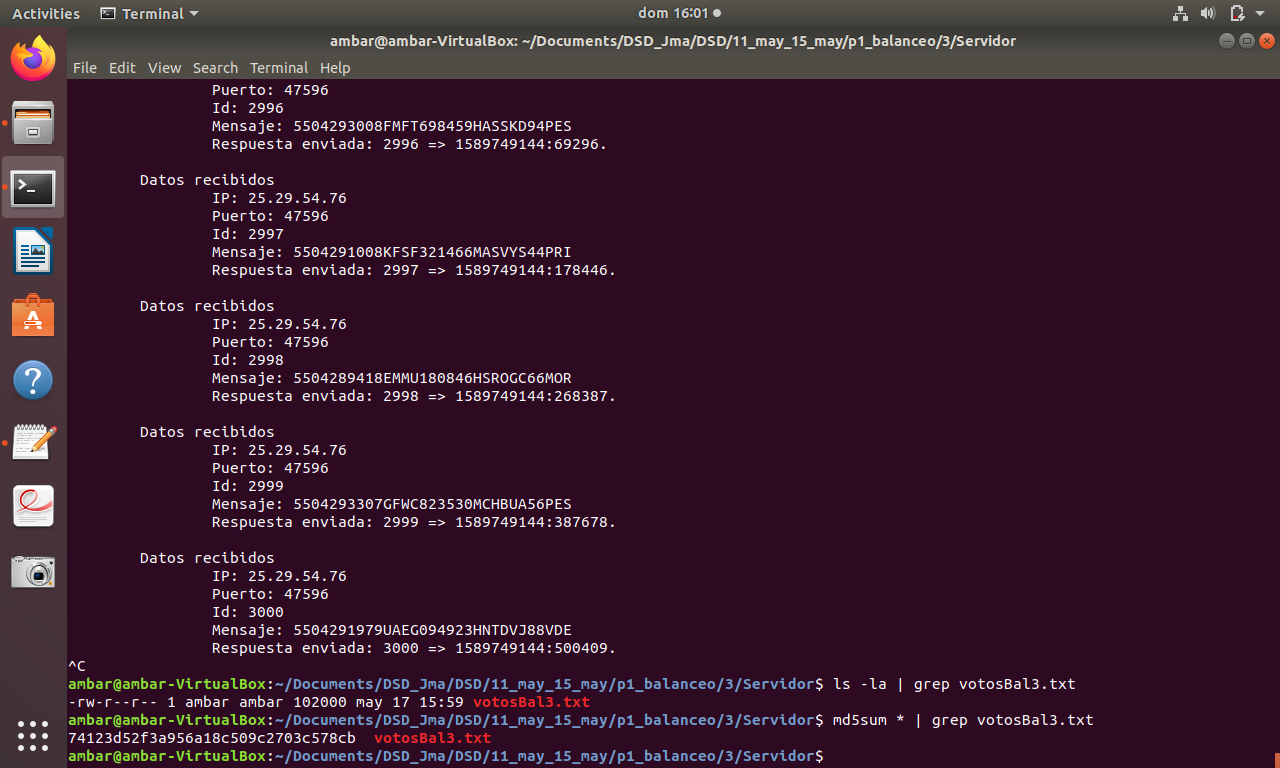 Activities Terminal dom 16:01
ambar@ambar-VirtualBox: ~/Documents/DSD_Jma/DSD/11_may_15_may/p1_balanceo/3/Servidor
File Edit View Search Terminal Help
Puerto: 47596
Id: 2996
Mensaje: 5504293008FMFT698459HASSKD94PES
Respuesta enviada: 2996 => 1589749144:69296.
Datos recibidos
IP: 25.29.54.76
Puerto: 47596
Id: 2997
Mensaje: 5504291008KFSF321466MASVYS44PRI
Respuesta enviada: 2997 => 1589749144:178446.
Datos recibidos
IP: 25.29.54.76
Puerto: 47596
Id: 2998
Mensaje: 5504289418EMMU180846HSROGC66MOR
Respuesta enviada: 2998 => 1589749144:268387.
Datos recibidos
IP: 25.29.54.76
Puerto: 47596
Id: 2999
Mensaje: 5504293307GFWC823530MCHBUA56PES
Respuesta enviada: 2999 => 1589749144:387678.
Datos recibidos
IP: 25.29.54.76
Puerto: 47596
Id: 3000
Mensaje: 5504291979UAEG094923HNTDVJ88VDE
Respuesta enviada: 3000 => 1589749144:500409.
^C
ambar@ambar-VirtualBox:~/Documents/DSD_Jma/DSD/11_may_15_may/p1_balanceo/3/Servidor$ ls -la | grep votosBal3.txt
-rw-r--r-- 1 ambar ambar 102000 may 17 15:59 votosBal3.txt
ambar@ambar-VirtualBox:~/Documents/DSD_Jma/DSD/11_may_15_may/p1_balanceo/3/Servidor$ md5sum * | grep votosBal3.txt
74123d52f3a956a18c509c2703c578cb  votosBal3.txt
ambar@ambar-VirtualBox:~/Documents/DSD_Jma/DSD/11_may_15_may/p1_balanceo/3/Servidor$